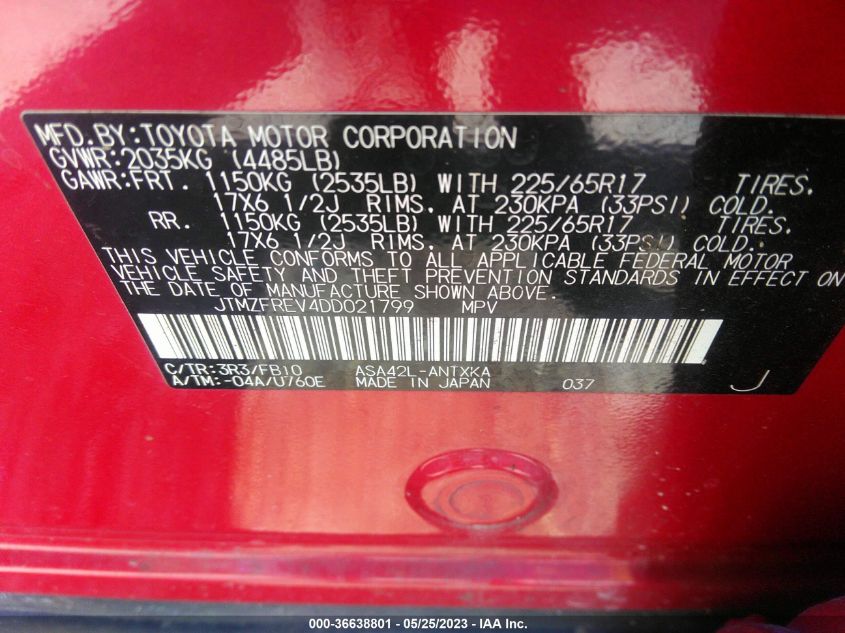 MFD.BY:TOYOTA MOTOR CORPORATION
GVWR:2035KG (4485LB)
GAWR:FRT. 1150KG (2535LB) WITH 225/65R17 TIRES.
17X6 1/2J RIMS. AT 230KPA (33PSI) COLD.
RR. 1150KG (2535LB) WITH 225/65R17 TIRES.
17X6 1/2J RIMS. AT 230KPA (33PSI) COLD.
THIS VEHICLE CONFORMS TO ALL APPLICABLE FEDERAL MOTOR
VEHICLE SAFETY AND THEFT PREVENTION STANDARDS IN EFFECT ON
THE DATE OF MANUFACTURE SHOWN ABOVE.
JTMZFREV4DD021799 MPV
C/TR:3R3/FB10 ASA42L-ANTXKA
A/TM:-04A/U760E MADE IN JAPAN 037 J
000-36638801 - 05/25/2023 - IAA Inc.